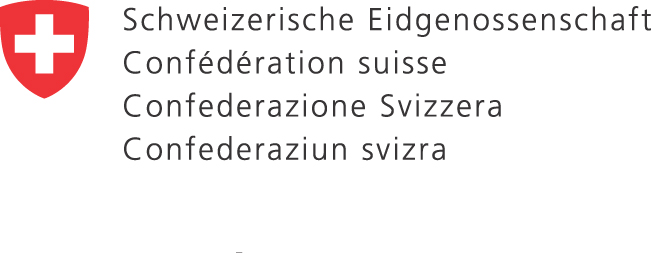 Schweizerische Eidgenossenschaft
Confédération suisse
Confederazione Svizzera
Confederaziun svizra